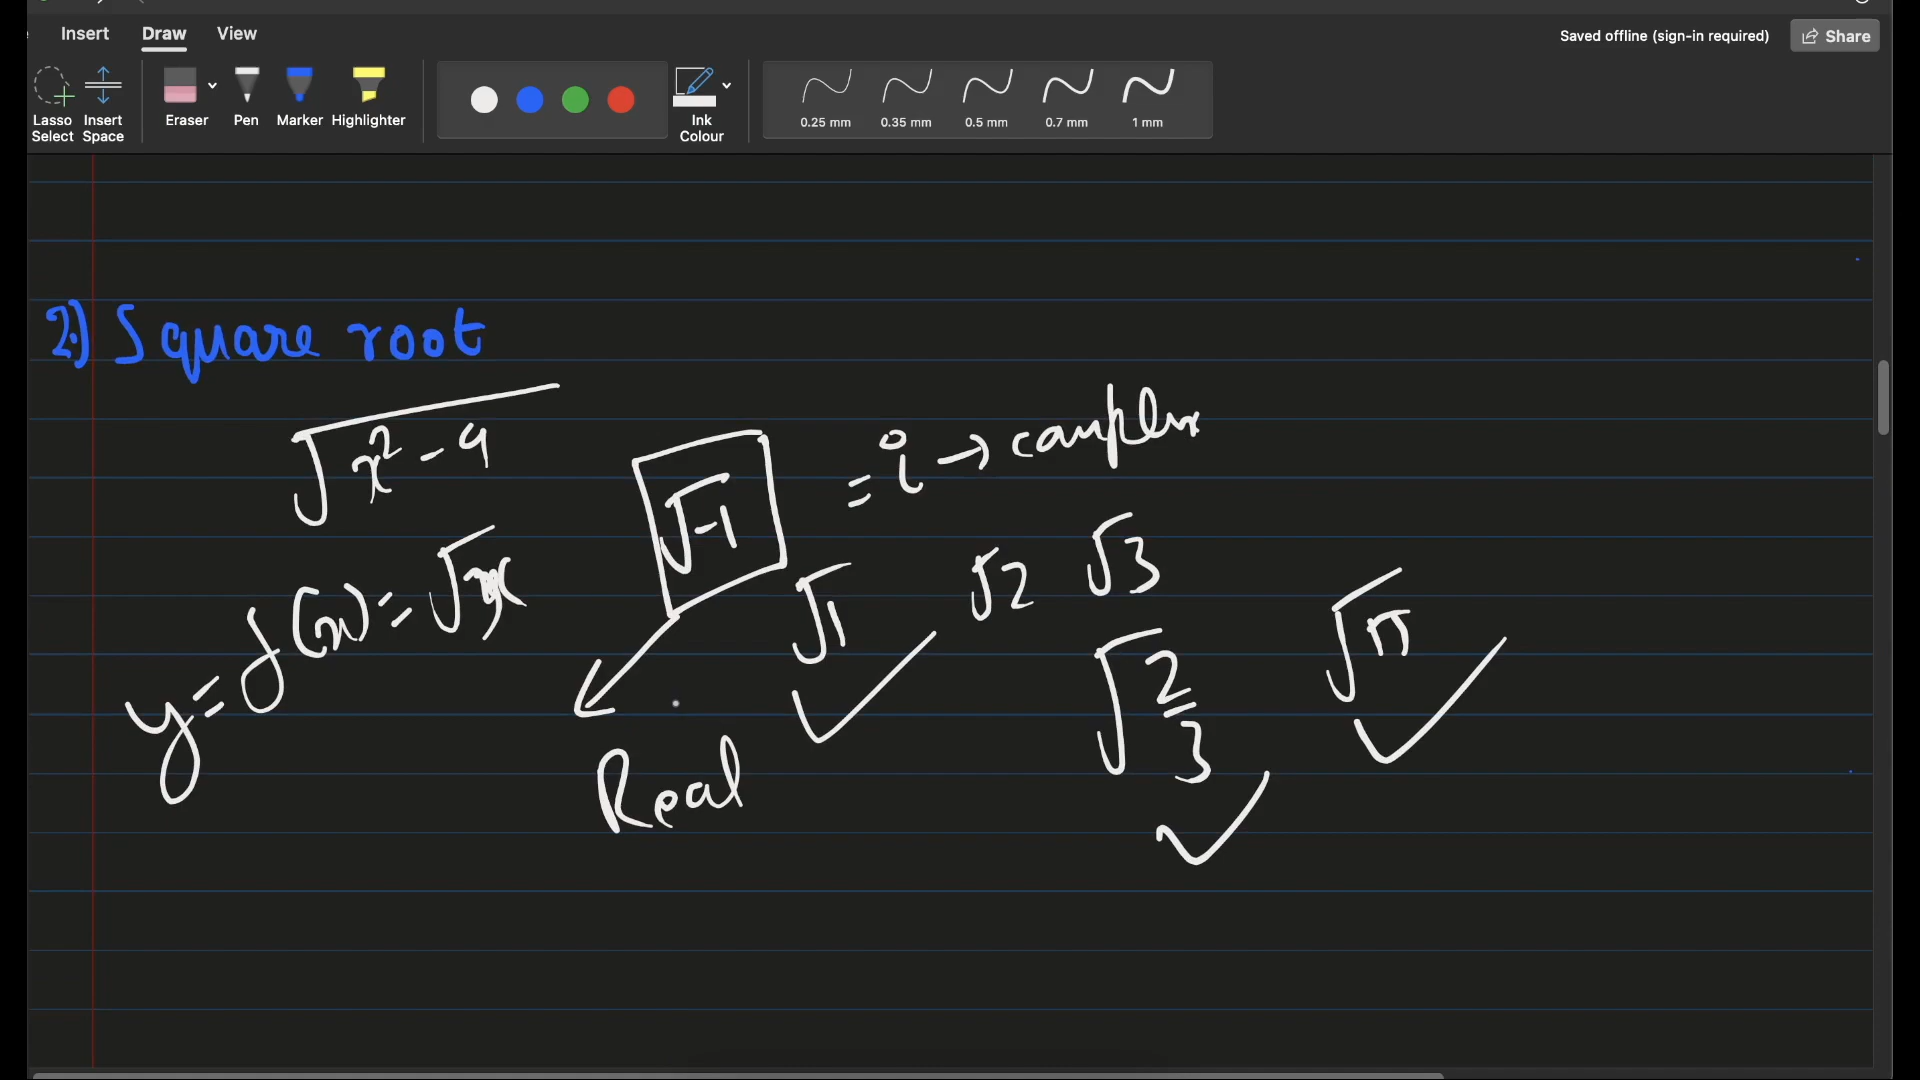 Insert Draw View
Saved offline (sign-in required) Share
Lasso Select
Insert Space
Eraser
Pen
Marker
Highlighter
Ink Colour
0.25 mm
0.35 mm
0.5 mm
0.7 mm
1 mm
2.) Square root
√x² - 9
√-1 = i → complex
y = f(x) = √x
√1
√2 √3
√2/3
√π
Real